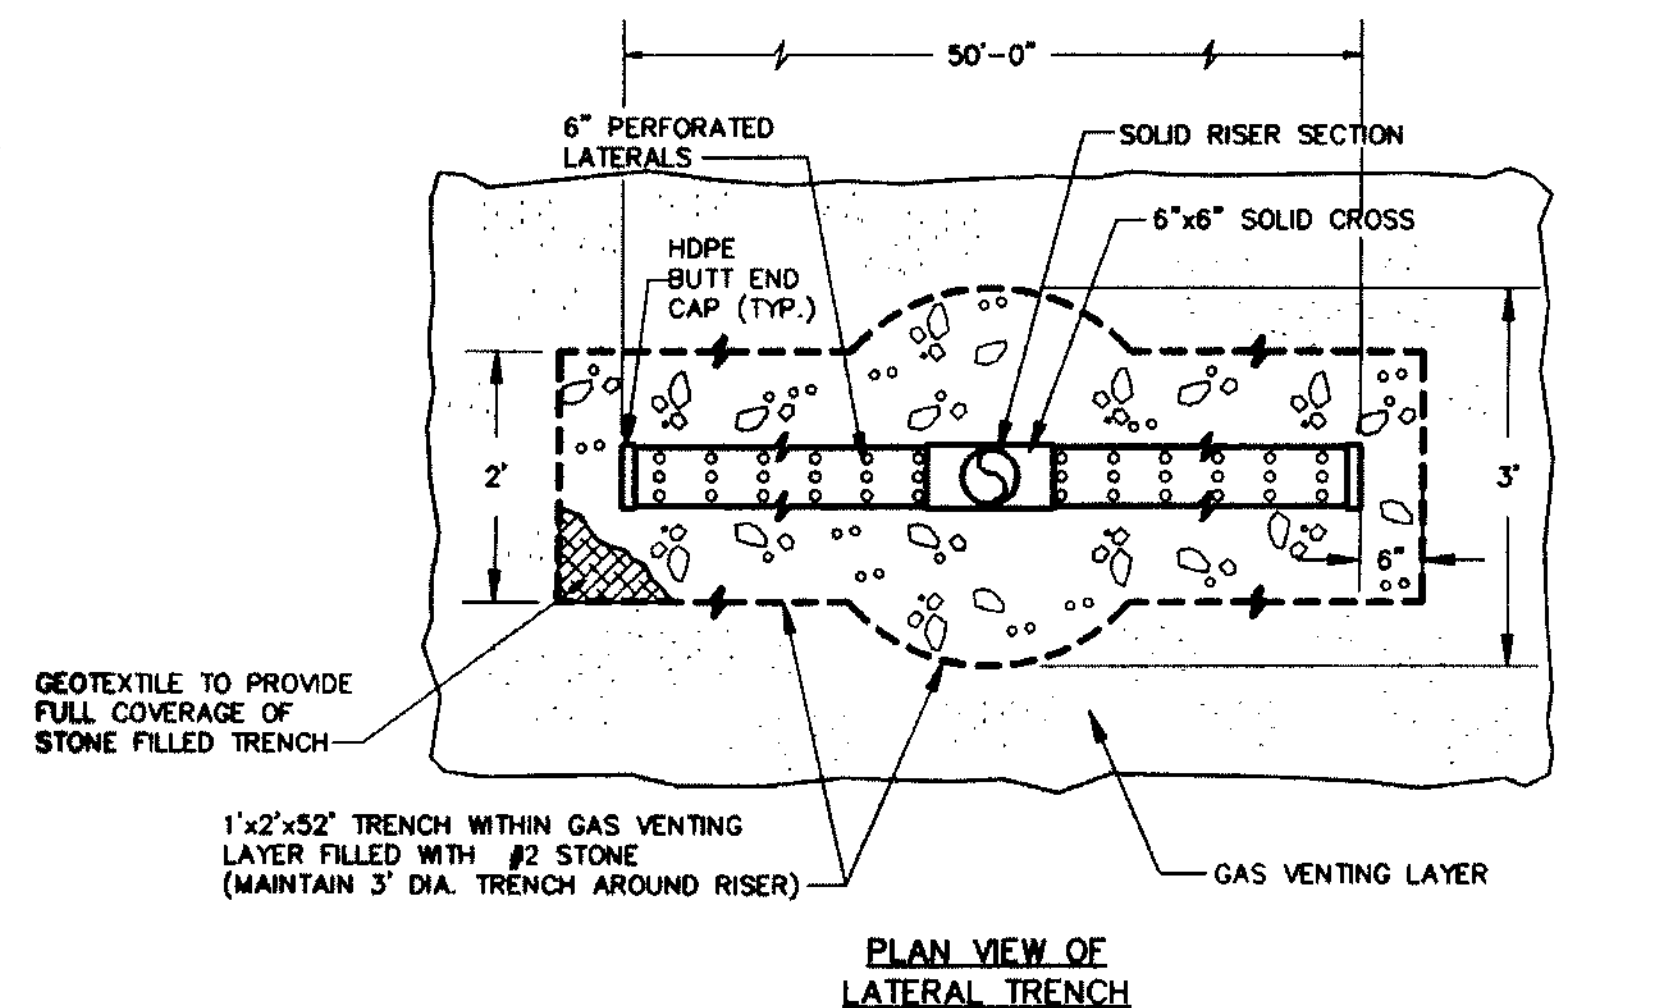 50'-0"
6" PERFORATED
LATERALS
SOLID RISER SECTION
6"x6" SOLID CROSS
HDPE
BUTT END
CAP (TYP.)
2'
3'
6"
GEOTEXTILE TO PROVIDE
FULL COVERAGE OF
STONE FILLED TRENCH
1'x2'x52" TRENCH WITHIN GAS VENTING
LAYER FILLED WITH #2 STONE
(MAINTAIN 3' DIA. TRENCH AROUND RISER)
GAS VENTING LAYER
PLAN VIEW OF
LATERAL TRENCH